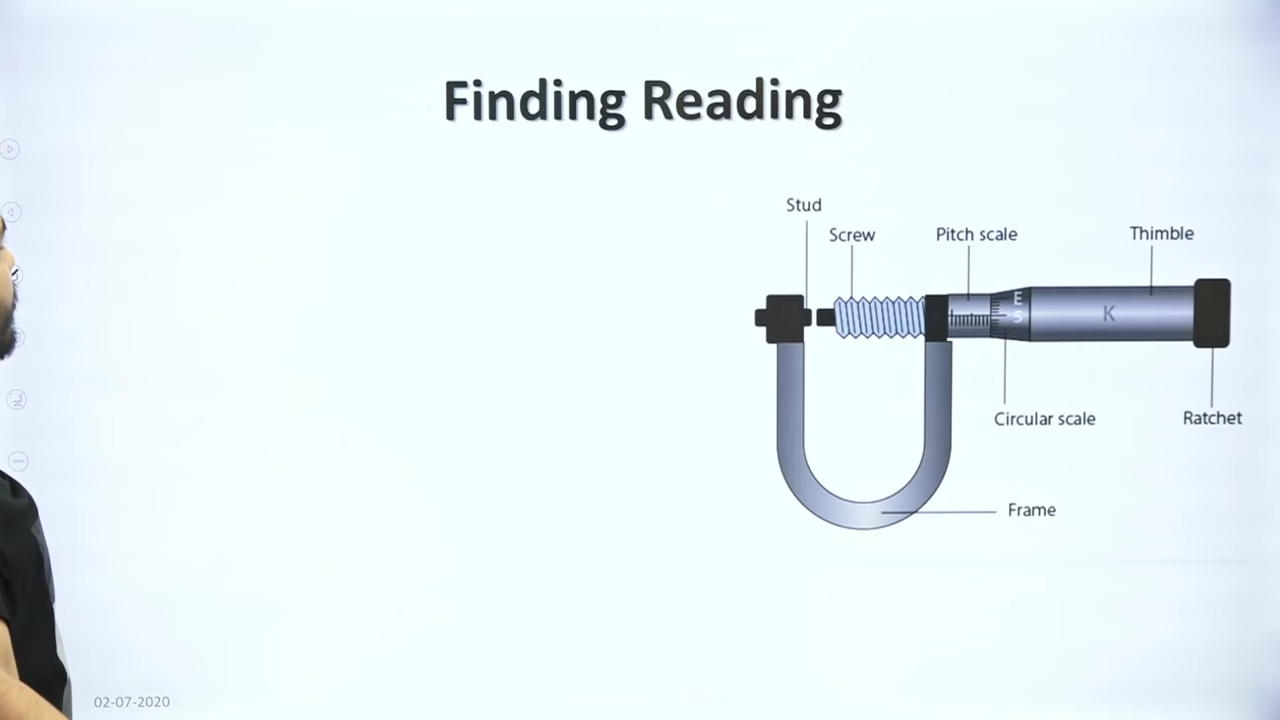 Finding Reading
Stud
Screw
Pitch scale
Thimble
E
S
K
Circular scale
Ratchet
Frame
02-07-2020